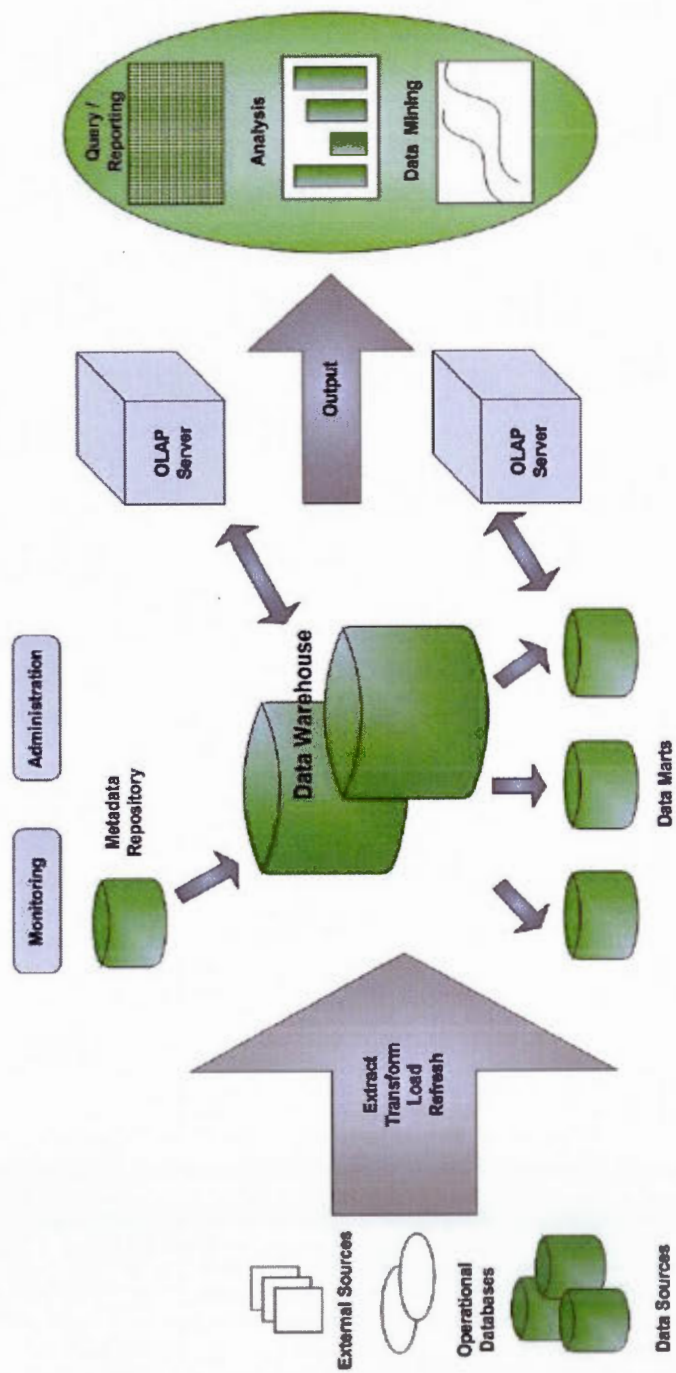 Monitoring
Administration
Metadata
Repository
External Sources
Operational
Databases
Data Sources
Extract
Transform
Load
Refresh
Data Warehouse
Data Marts
OLAP
Server
OLAP
Server
Output
Query /
Reporting
Analysis
Data Mining